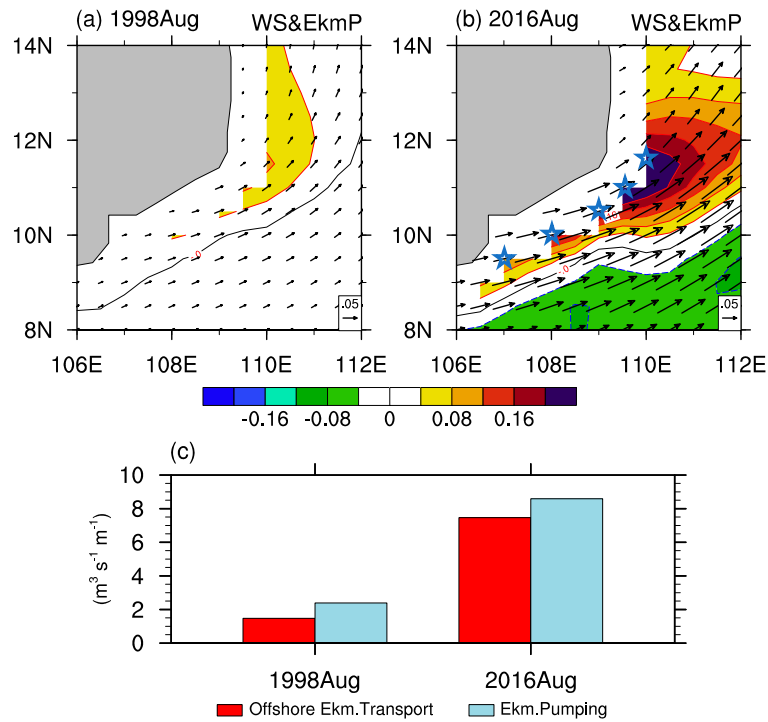 (a) 1998Aug WS&EkmP
(b) 2016Aug WS&EkmP
14N
12N
10N
8N
106E 108E 110E 112E
0
.05
14N
12N
10N
8N
106E 108E 110E 112E
.16
0
.05
-0.16 -0.08 0 0.08 0.16
(c)
10
8
6
4
2
0
(m³ s⁻¹ m⁻¹)
1998Aug 2016Aug
Offshore Ekm.Transport Ekm.Pumping